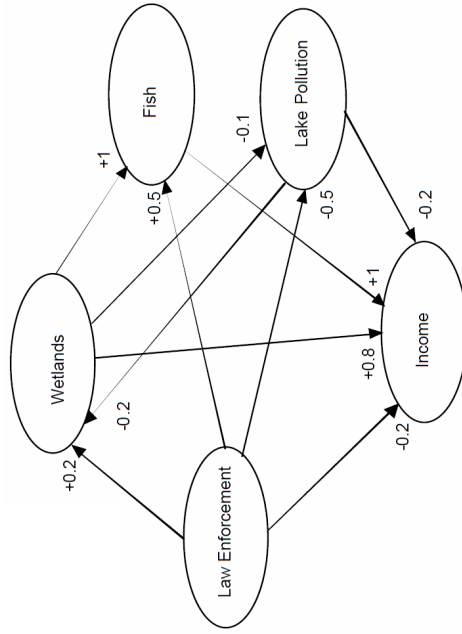 Wetlands
Fish
Lake Pollution
Income
Law Enforcement
+1
+0.5
-0.1
-0.5
-0.2
+1
+0.8
-0.2
-0.2
+0.2